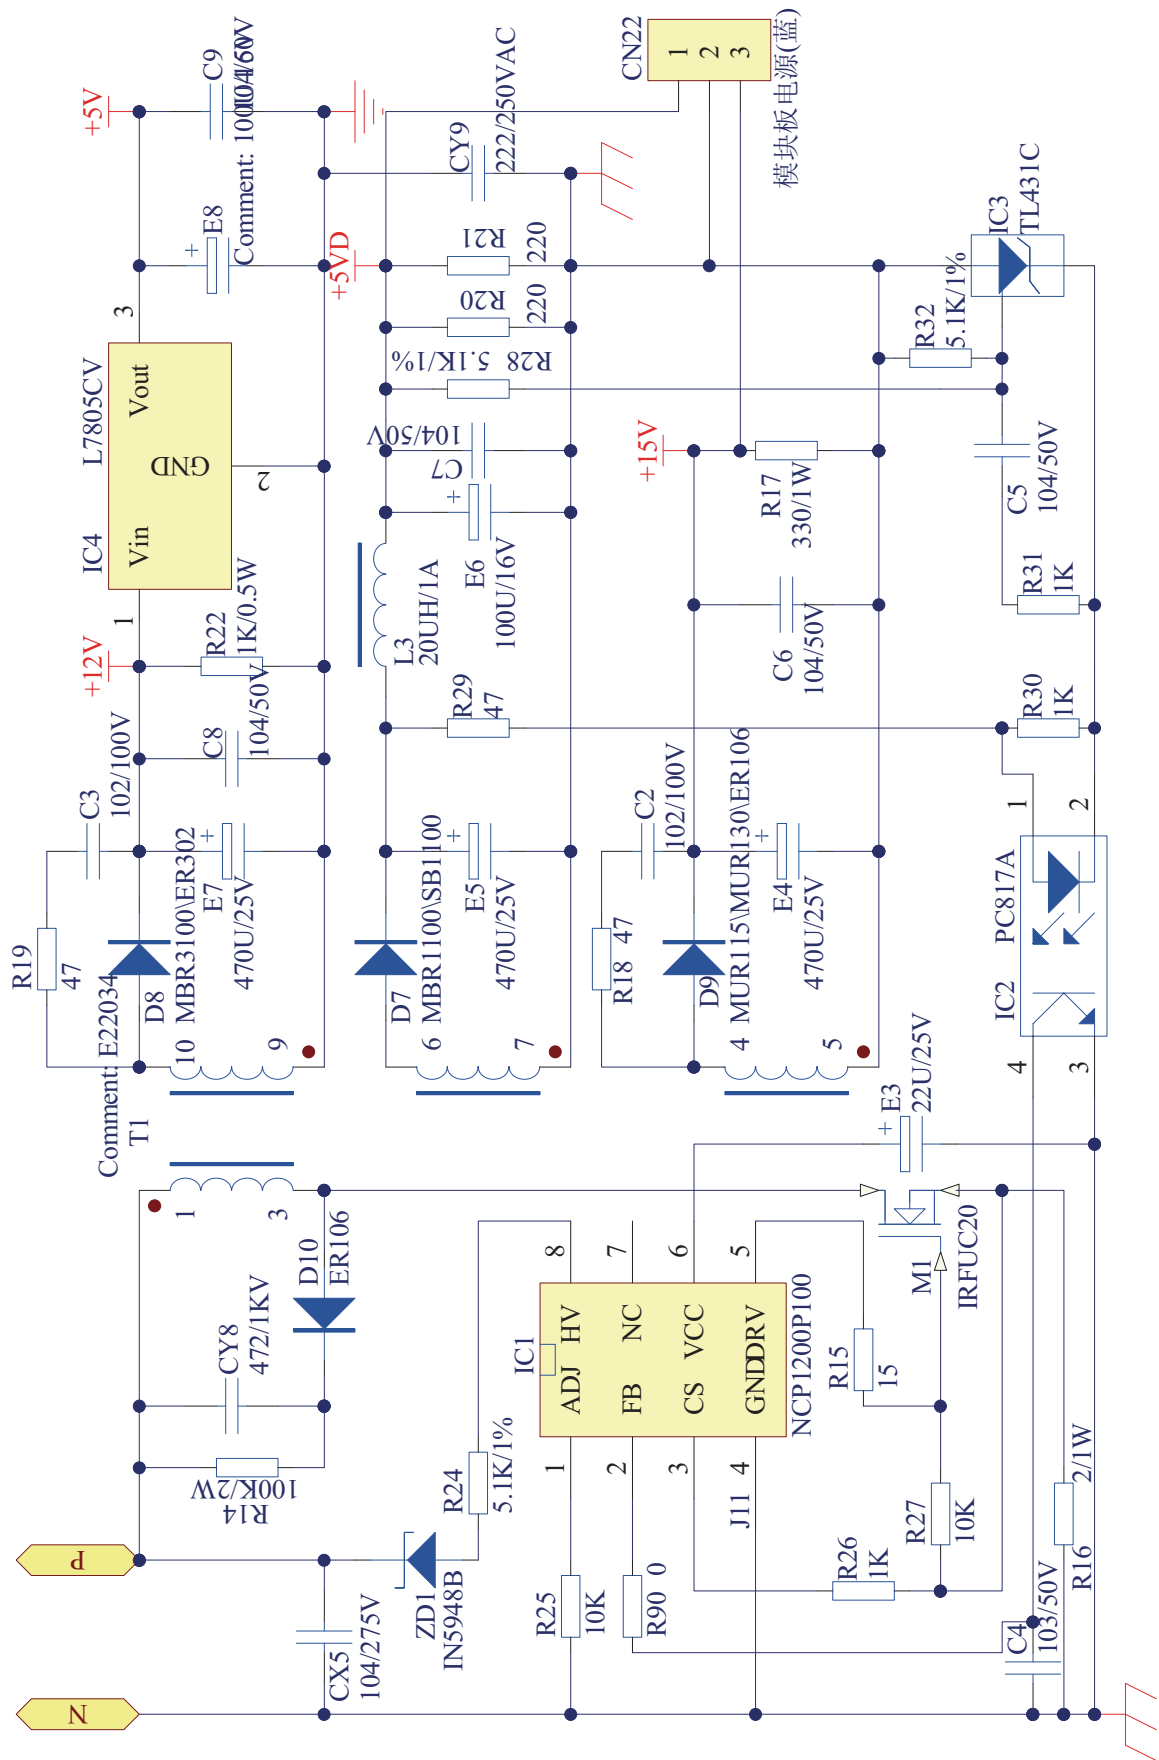 P
N
CX5
104/275V
R14
100K/2W
CY8
472/1KV
D10
ER106
1
3
T1
Comment: E22034
ZD1
IN5948B
R24
5.1K/1%
R25
10K
R90 0
IC1
ADJ
HV
FB
NC
CS
VCC
GND
DRV
NCP1200P100
1
2
3
4
8
7
6
5
J11
R26
1K
R27
10K
R15
15
M1
IRFUC20
E3
22U/25V
C4
103/50V
R16
2/1W
R19
47
C3
102/100V
D8
MBR3100\ER302
10
9
E7
470U/25V
C8
104/50V
R22
1K/0.5W
+12V
IC4
L7805CV
Vin
Vout
GND
1
2
3
E8
Comment: 100U/16V
C9
104/50V
+5V
D7
MBR1100\SB1100
6
7
E5
470U/25V
R29
47
L3
20UH/1A
E6
100U/16V
C7
104/50V
R28 5.1K/1%
R20
220
R21
220
+5VD
CY9
222/250VAC
CN22
1
2
3
模块板电源(蓝)
R18 47
C2
102/100V
D9
MUR115\MUR130\ER106
4
5
E4
470U/25V
C6
104/50V
R17
330/1W
+15V
IC2
PC817A
1
2
3
4
R30
1K
R31
1K
C5
104/50V
R32
5.1K/1%
IC3
TL431C